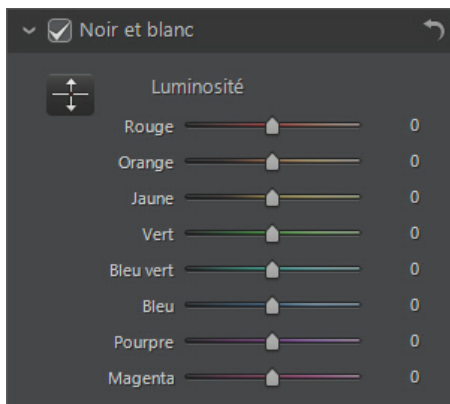 Noir et blanc
Luminosité
Rouge 0
Orange 0
Jaune 0
Vert 0
Bleu vert 0
Bleu 0
Pourpre 0
Magenta 0